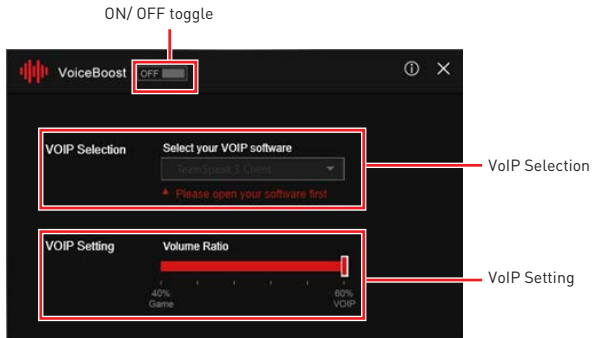 ON/ OFF toggle
VoiceBoost OFF
VOIP Selection Select your VOIP software
TeamSpeak 3 Client
Please open your software first
VoIP Selection
VOIP Setting Volume Ratio
VoIP Setting
40% 60%
Game VOIP